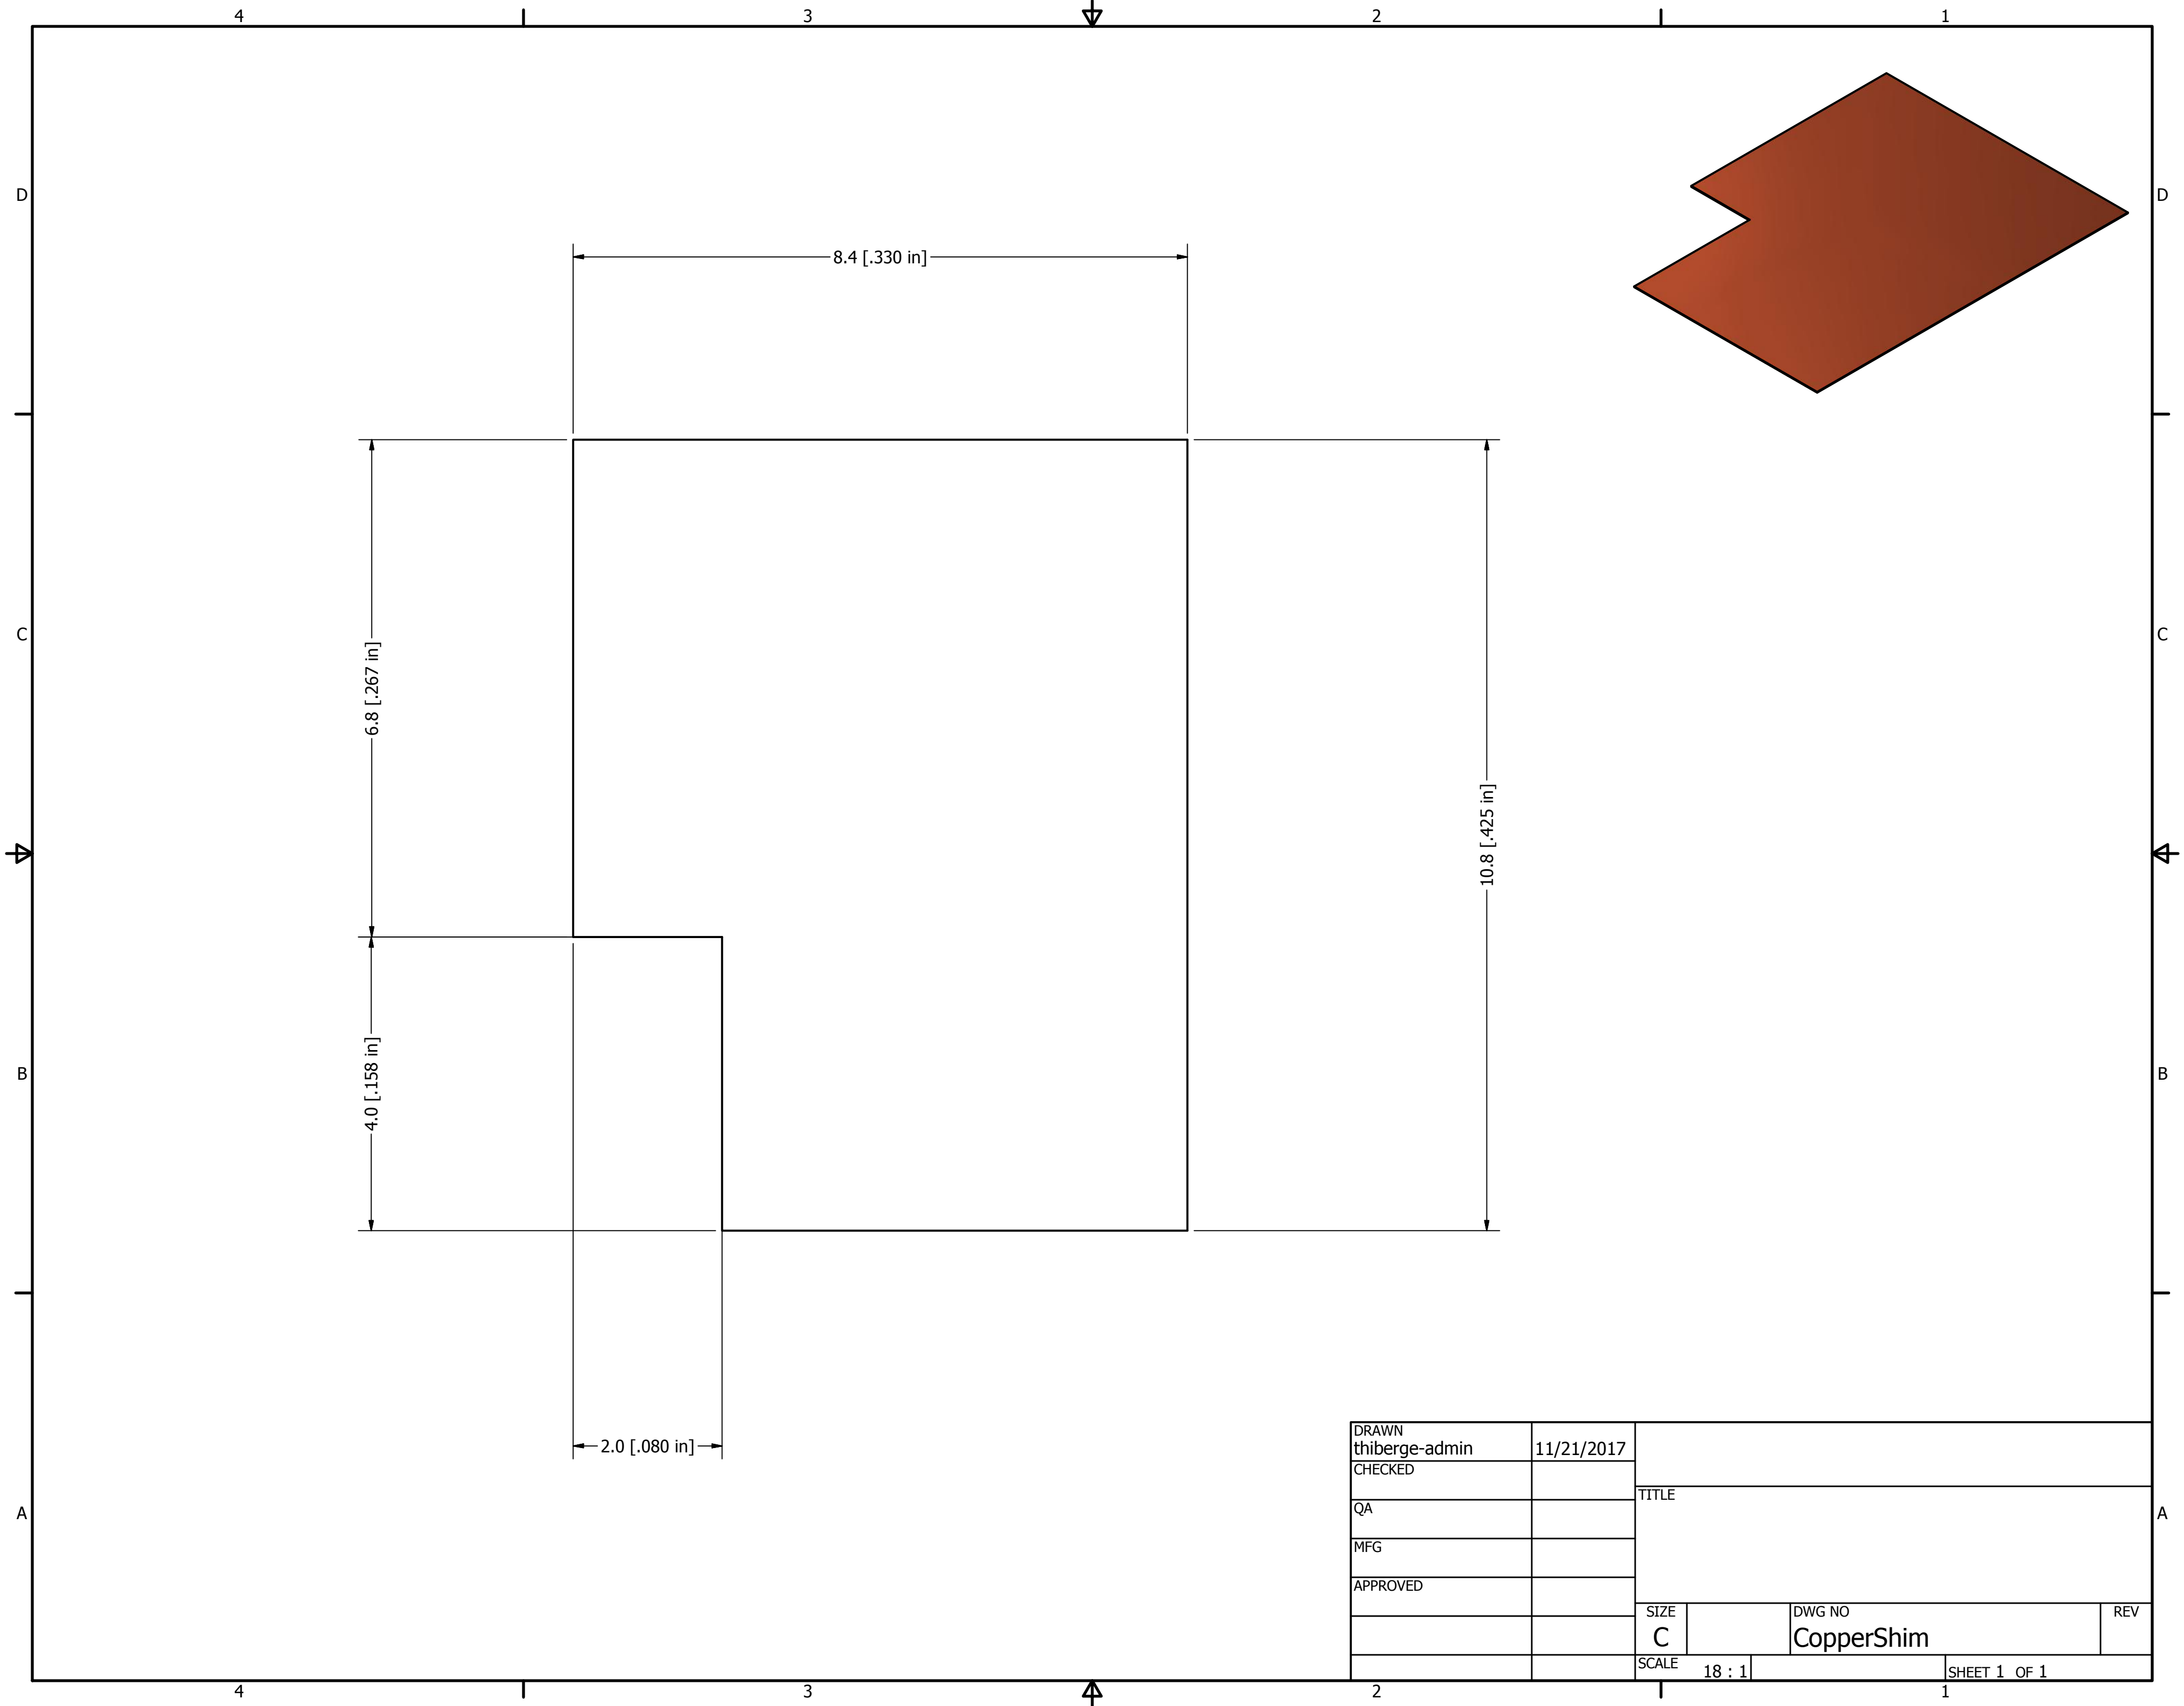 4 3 2 1
D D
8.4 [.330 in]
C C
6.8 [.267 in]
10.8 [.425 in]
B B
4.0 [.158 in]
2.0 [.080 in]
A A
DRAWN
thiberge-admin 11/21/2017
CHECKED
QA
MFG
APPROVED
TITLE
SIZE
C
DWG NO
CopperShim
REV
SCALE 18 : 1
SHEET 1 OF 1
4 3 2 1